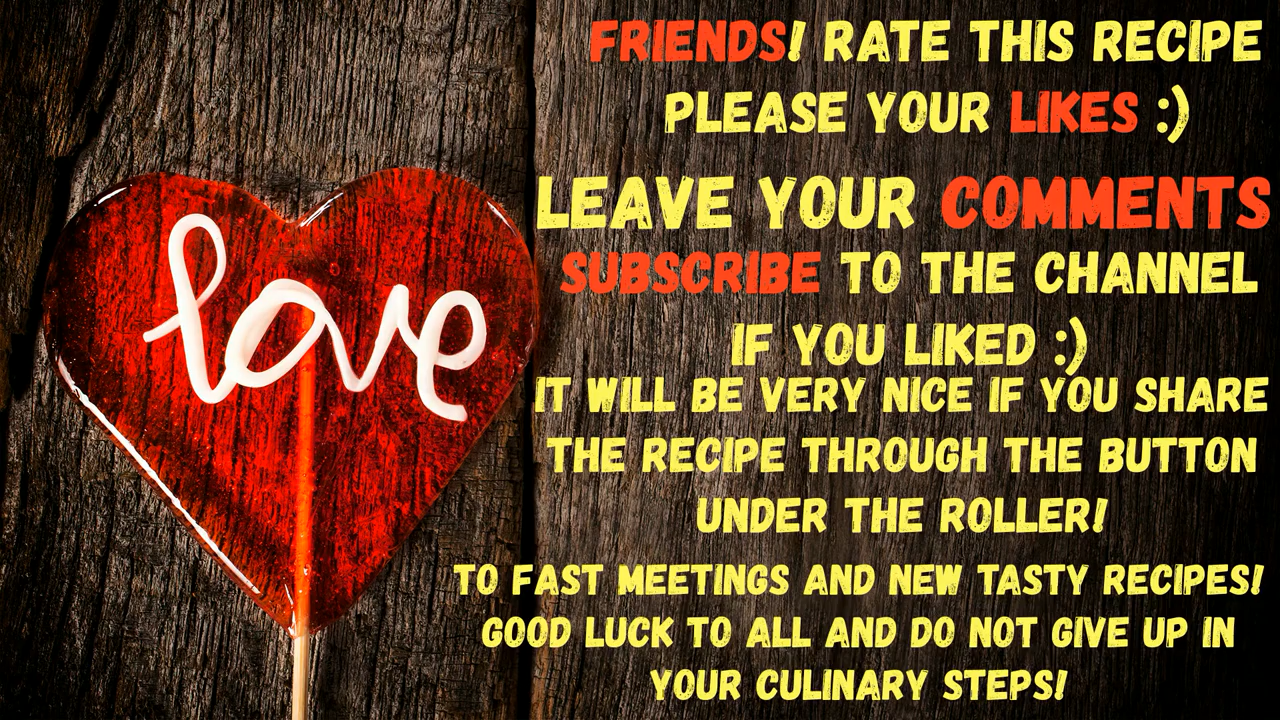 love
FRIENDS! RATE THIS RECIPE
PLEASE YOUR LIKES :)
LEAVE YOUR COMMENTS
SUBSCRIBE TO THE CHANNEL
IF YOU LIKED :)
IT WILL BE VERY NICE IF YOU SHARE
THE RECIPE THROUGH THE BUTTON
UNDER THE ROLLER!
TO FAST MEETINGS AND NEW TASTY RECIPES!
GOOD LUCK TO ALL AND DO NOT GIVE UP IN
YOUR CULINARY STEPS!